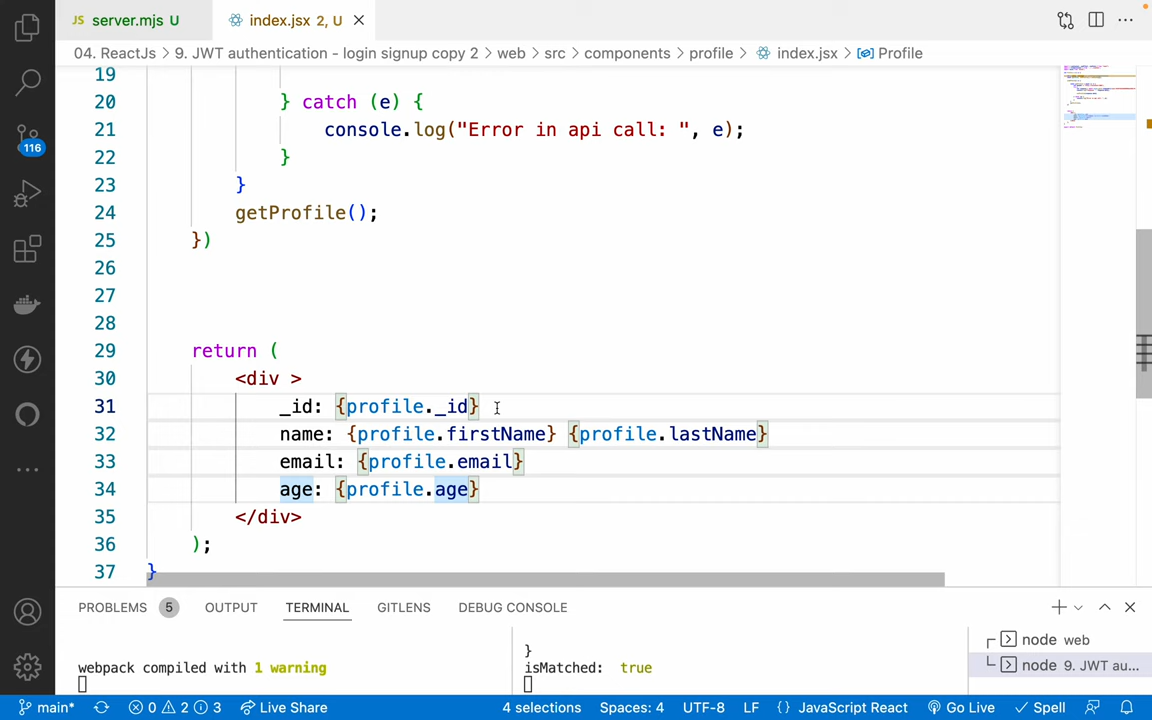 JS server.mjs U
index.jsx 2, U
04. ReactJs > 9. JWT authentication - login signup copy 2 > web > src > components > profile > index.jsx > Profile
19
20 } catch (e) {
21 console.log("Error in api call: ", e);
22 }
23 }
24 getProfile();
25 })
26
27
28
29 return (
30 <div >
31 _id: {profile._id}
32 name: {profile.firstName} {profile.lastName}
33 email: {profile.email}
34 age: {profile.age}
35 </div>
36 );
37 }
116
PROBLEMS 5 OUTPUT TERMINAL GITLENS DEBUG CONSOLE
webpack compiled with 1 warning
}
isMatched: true
node web
node 9. JWT au...
main* 0 2 3 Live Share 4 selections Spaces: 4 UTF-8 LF {} JavaScript React Go Live Spell